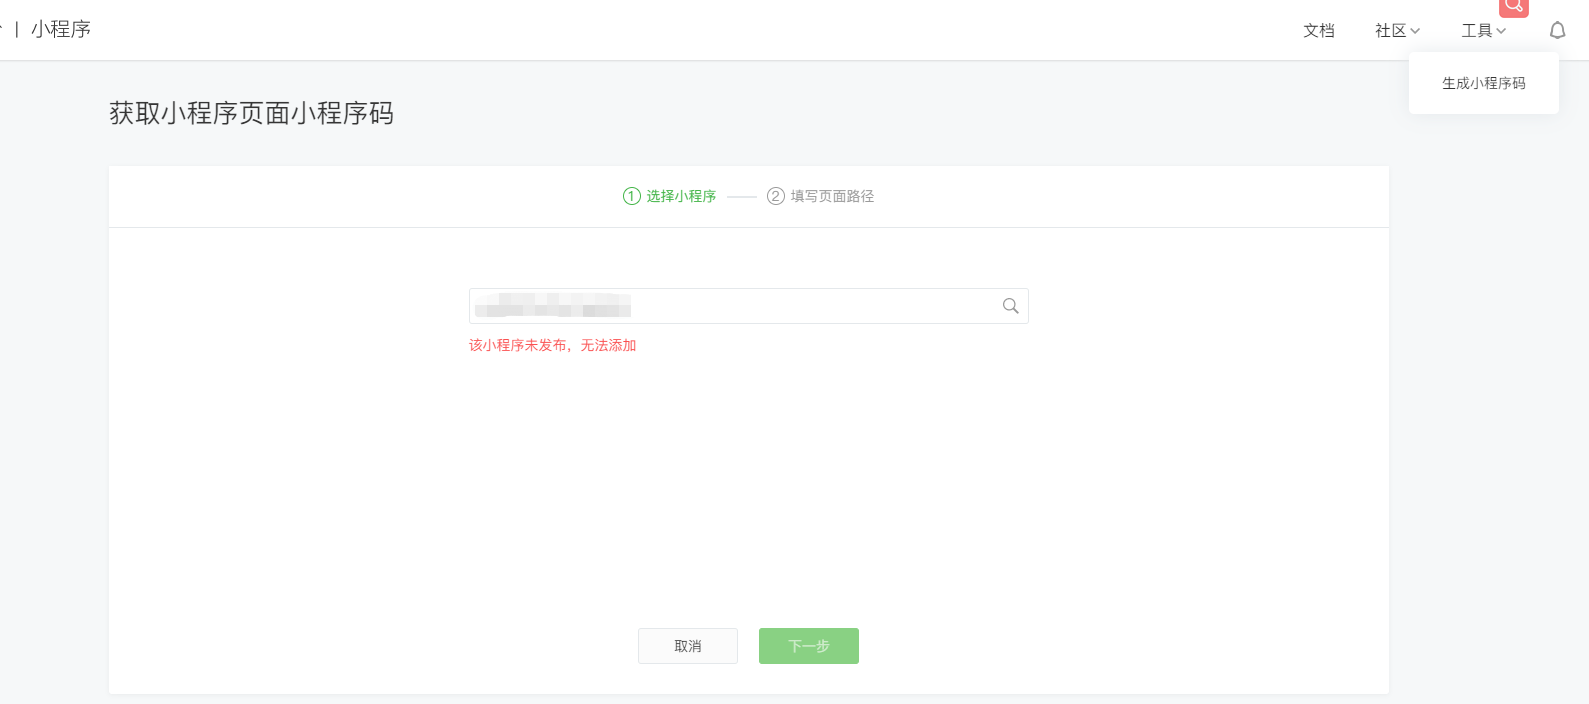 | 小程序
文档
社区
工具
生成小程序码
获取小程序页面小程序码
1 选择小程序
2 填写页面路径
该小程序未发布，无法添加
取消
下一步